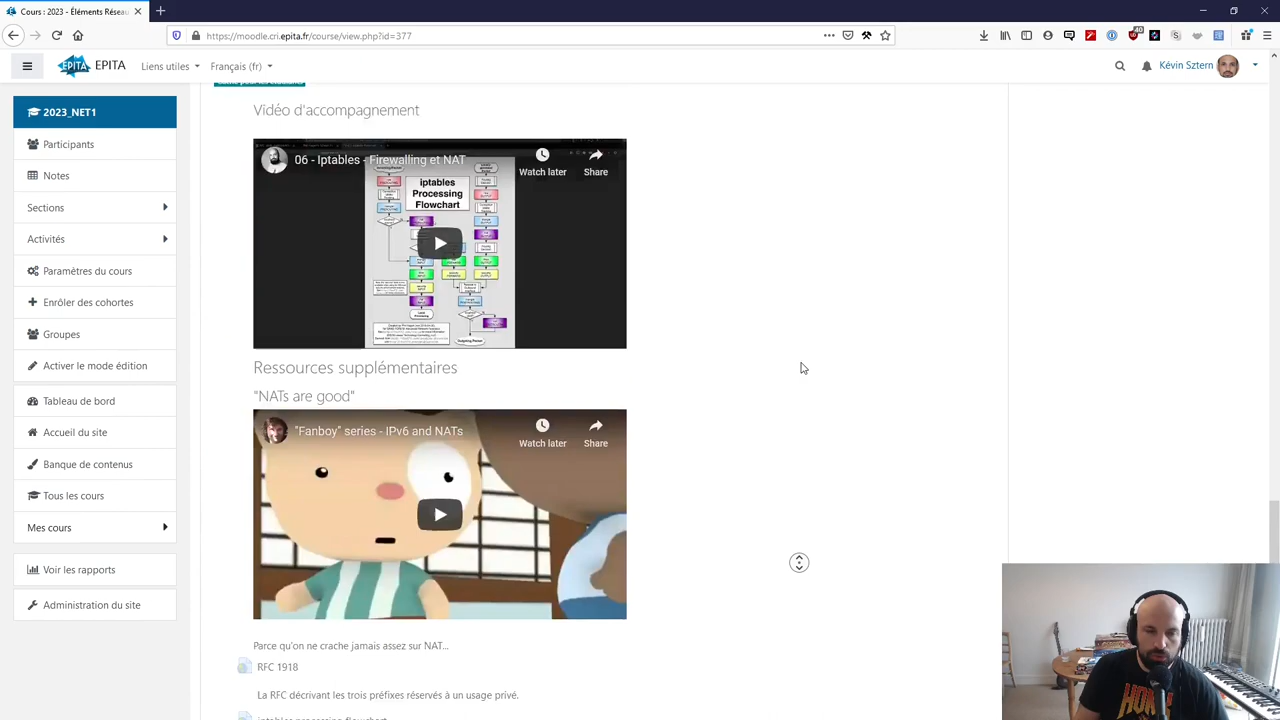 Cours : 2023 - Éléments Réseau
https://moodle.cri.epita.fr/course/view.php?id=377
40
EPITA
EPITA
Liens utiles
Français (fr)
Kévin Sztern
2023_NET1
Participants
Notes
Sections
Activités
Paramètres du cours
Enrôler des cohortes
Groupes
Activer le mode édition
Tableau de bord
Accueil du site
Banque de contenus
Tous les cours
Mes cours
Voir les rapports
Administration du site
Vidéo d'accompagnement
06 - Iptables - Firewalling et NAT
Watch later
Share
iptables
Processing
Flowchart
Ressources supplémentaires
"NATs are good"
"Fanboy" series - IPv6 and NATs
Watch later
Share
Parce qu'on ne crache jamais assez sur NAT...
RFC 1918
La RFC décrivant les trois préfixes réservés à un usage privé.
iptables processing flowchart